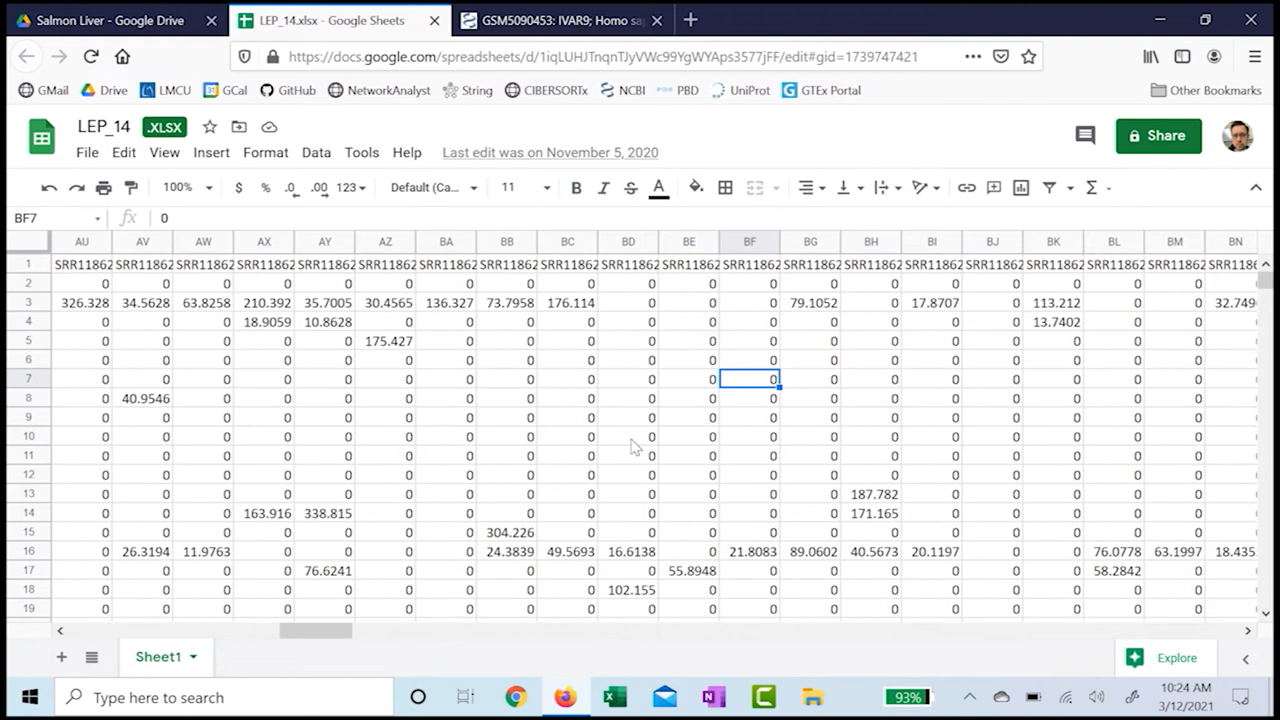 Salmon Liver - Google Drive
LEP_14.xlsx - Google Sheets
GSM5090453: IVAR9; Homo sa
https://docs.google.com/spreadsheets/d/1iqLUHJTnqnTJyVWc99YgWYAps3577jFF/edit#gid=1739747421
GMail Drive LMCU GCal GitHub NetworkAnalyst String CIBERSORTx NCBI PBD UniProt GTEx Portal Other Bookmarks
LEP_14 .XLSX
Share
File Edit View Insert Format Data Tools Help Last edit was on November 5, 2020
100% $ % .0 .00 123 Default (Ca... 11 B I S A Σ
BF7 fx 0
AU AV AW AX AY AZ BA BB BC BD BE BF BG BH BI BJ BK BL BM BN
1 SRR11862 SRR11862 SRR11862 SRR11862 SRR11862 SRR11862 SRR11862 SRR11862 SRR11862 SRR11862 SRR11862 SRR11862 SRR11862 SRR11862 SRR11862 SRR11862 SRR11862 SRR11862 SRR11862 SRR11
2 0 0 0 0 0 0 0 0 0 0 0 0 0 0 0 0 0 0 0
3 326.328 34.5628 63.8258 210.392 35.7005 30.4565 136.327 73.7958 176.114 0 0 0 79.1052 0 17.8707 0 113.212 0 0 32.749
4 0 0 0 18.9059 10.8628 0 0 0 0 0 0 0 0 0 0 0 13.7402 0 0
5 0 0 0 0 0 175.427 0 0 0 0 0 0 0 0 0 0 0 0 0
6 0 0 0 0 0 0 0 0 0 0 0 0 0 0 0 0 0 0 0
7 0 0 0 0 0 0 0 0 0 0 0 0 0 0 0 0 0 0 0
8 0 40.9546 0 0 0 0 0 0 0 0 0 0 0 0 0 0 0 0 0
9 0 0 0 0 0 0 0 0 0 0 0 0 0 0 0 0 0 0 0
10 0 0 0 0 0 0 0 0 0 0 0 0 0 0 0 0 0 0 0
11 0 0 0 0 0 0 0 0 0 0 0 0 0 0 0 0 0 0 0
12 0 0 0 0 0 0 0 0 0 0 0 0 0 0 0 0 0 0 0
13 0 0 0 0 0 0 0 0 0 0 0 0 0 187.782 0 0 0 0 0
14 0 0 0 163.916 338.815 0 0 0 0 0 0 0 0 171.165 0 0 0 0 0
15 0 0 0 0 0 0 0 304.226 0 0 0 0 0 0 0 0 0 0 0
16 0 26.3194 11.9763 0 0 0 0 24.3839 49.5693 16.6138 0 21.8083 89.0602 40.5673 20.1197 0 0 76.0778 63.1997 18.435
17 0 0 0 0 76.6241 0 0 0 0 0 55.8948 0 0 0 0 0 0 58.2842 0
18 0 0 0 0 0 0 0 0 0 102.155 0 0 0 0 0 0 0 0 0
19 0 0 0 0 0 0 0 0 0 0 0 0 0 0 0 0 0 0 0
Sheet1
Explore
Type here to search
93%
10:24 AM
3/12/2021